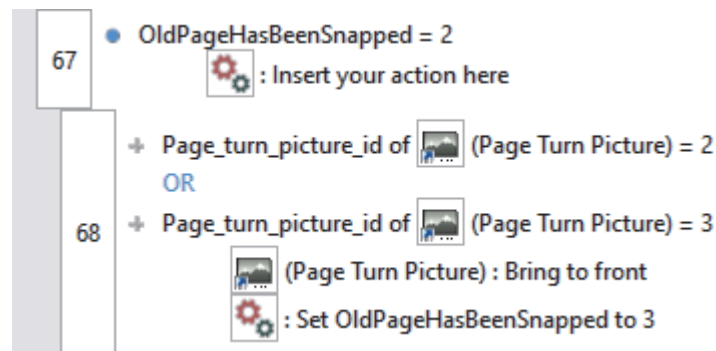 67
OldPageHasBeenSnapped = 2
: Insert your action here
68
Page_turn_picture_id of (Page Turn Picture) = 2
OR
Page_turn_picture_id of (Page Turn Picture) = 3
(Page Turn Picture) : Bring to front
: Set OldPageHasBeenSnapped to 3